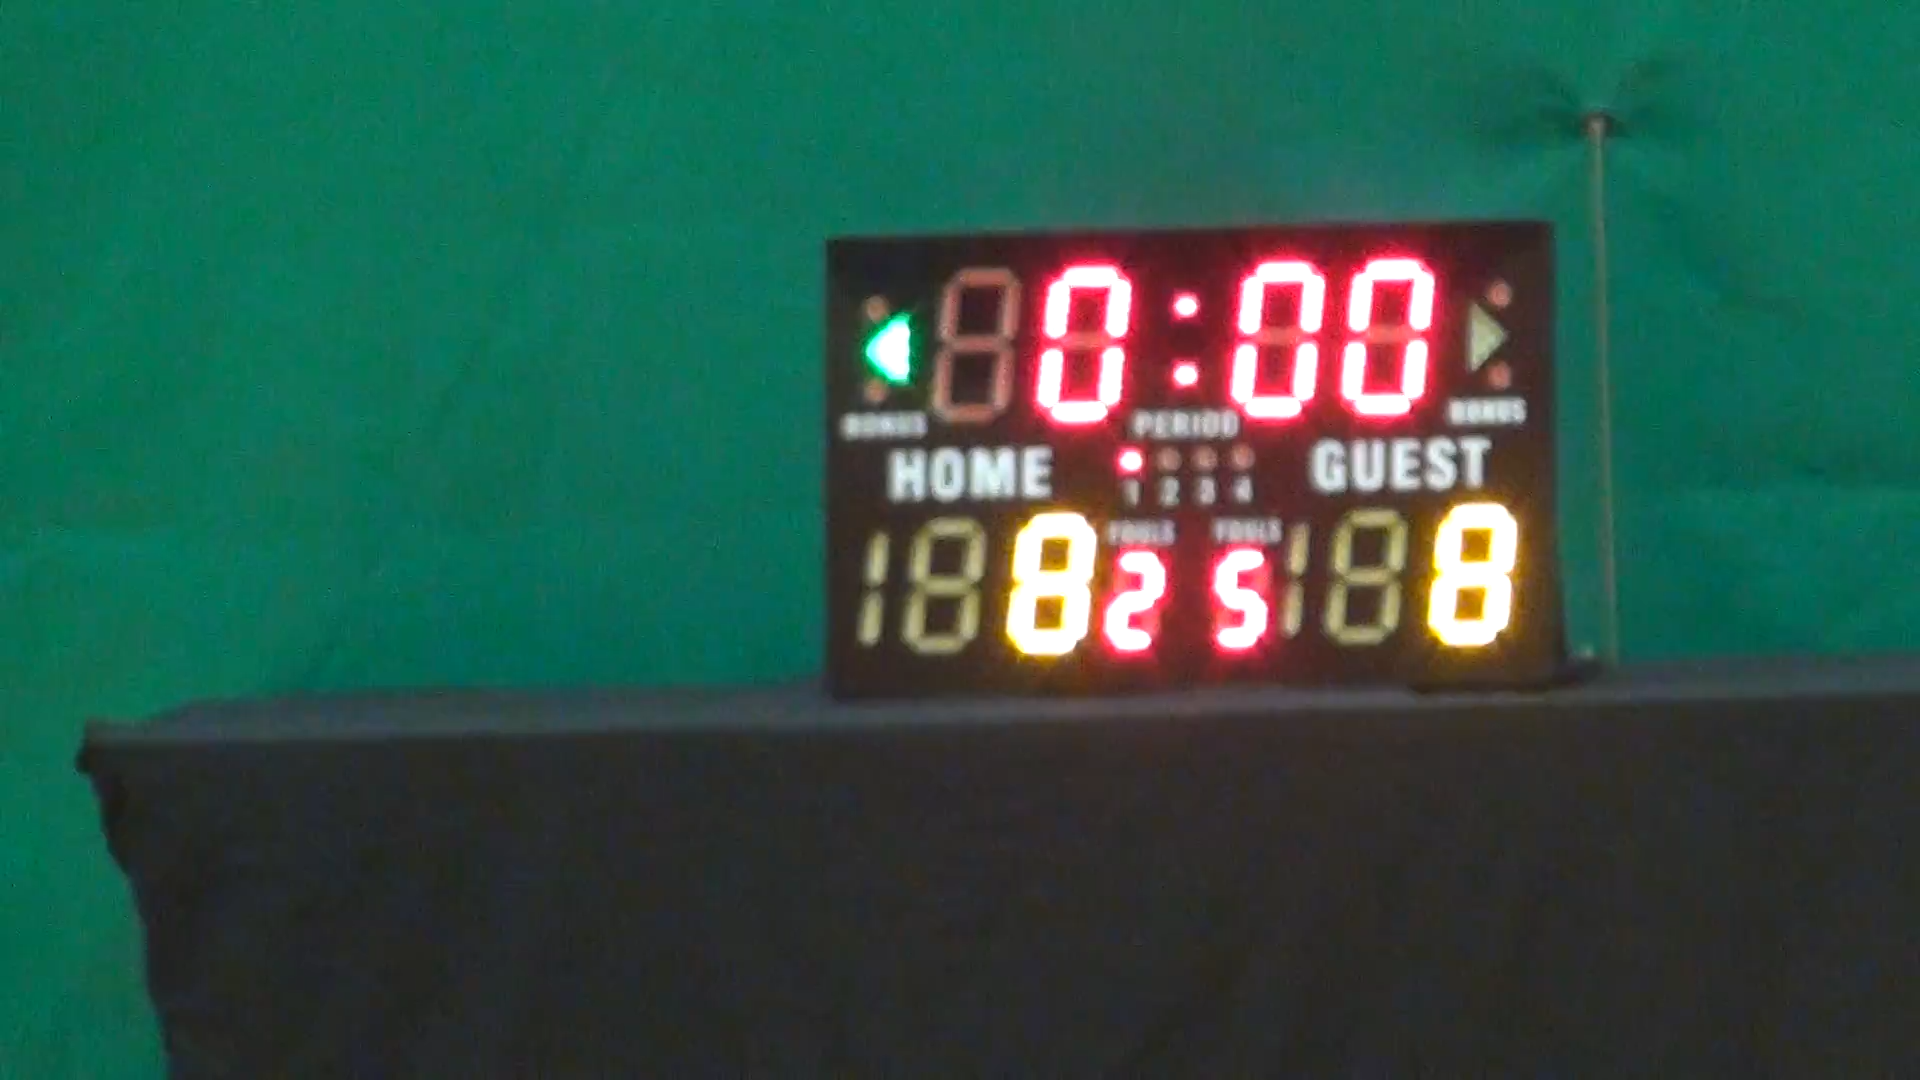 0:00
BONUS PERIOD BONUS
HOME 1 2 3 4 GUEST
FOULS FOULS
8 2 5 8